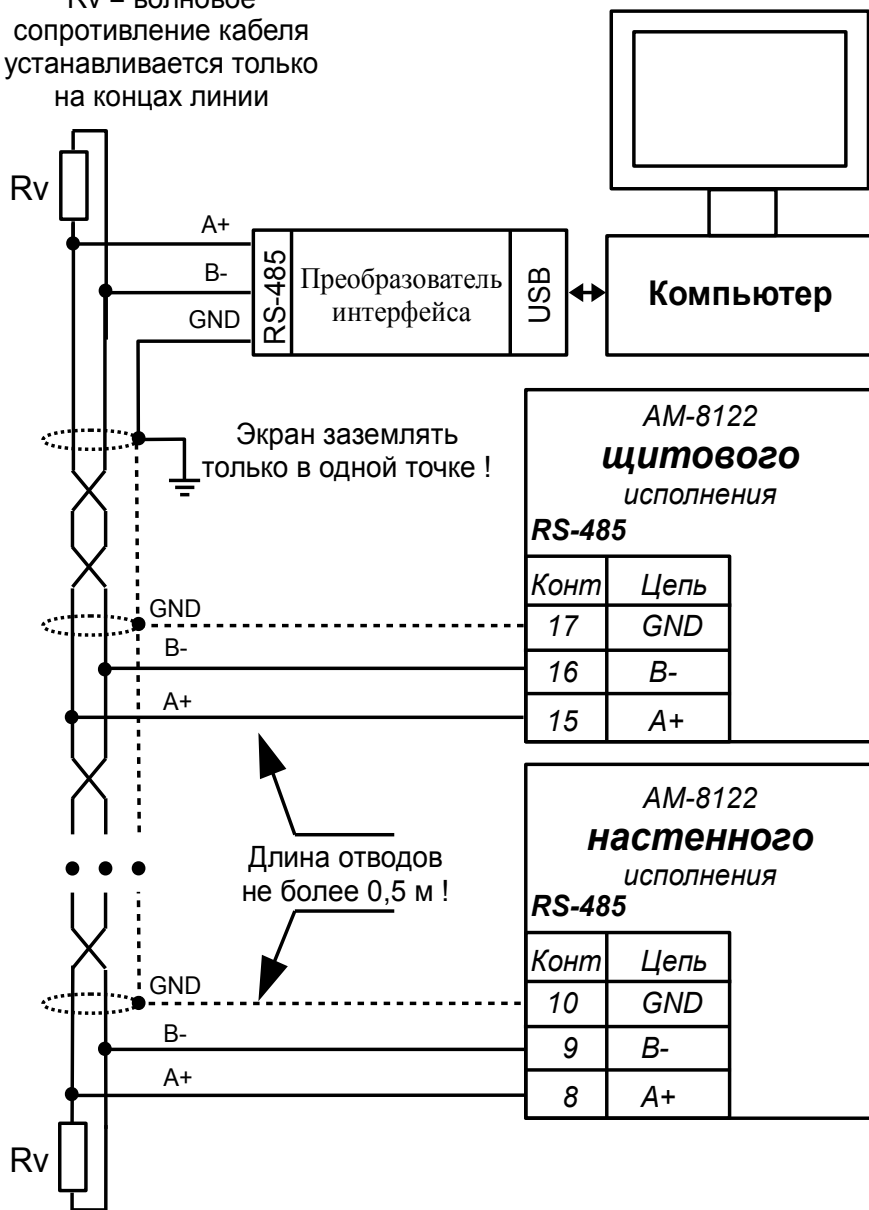 Rv – волновое
сопротивление кабеля
устанавливается только
на концах линии
Rv
A+
B-
GND
RS-485
Преобразователь
интерфейса
USB
Компьютер
Экран заземлять
только в одной точке !
АМ-8122
щитового
исполнения
RS-485
Конт Цепь
17 GND
16 B-
15 A+
GND
B-
A+
Длина отводов
не более 0,5 м !
АМ-8122
настенного
исполнения
RS-485
Конт Цепь
10 GND
9 B-
8 A+
GND
B-
A+
Rv